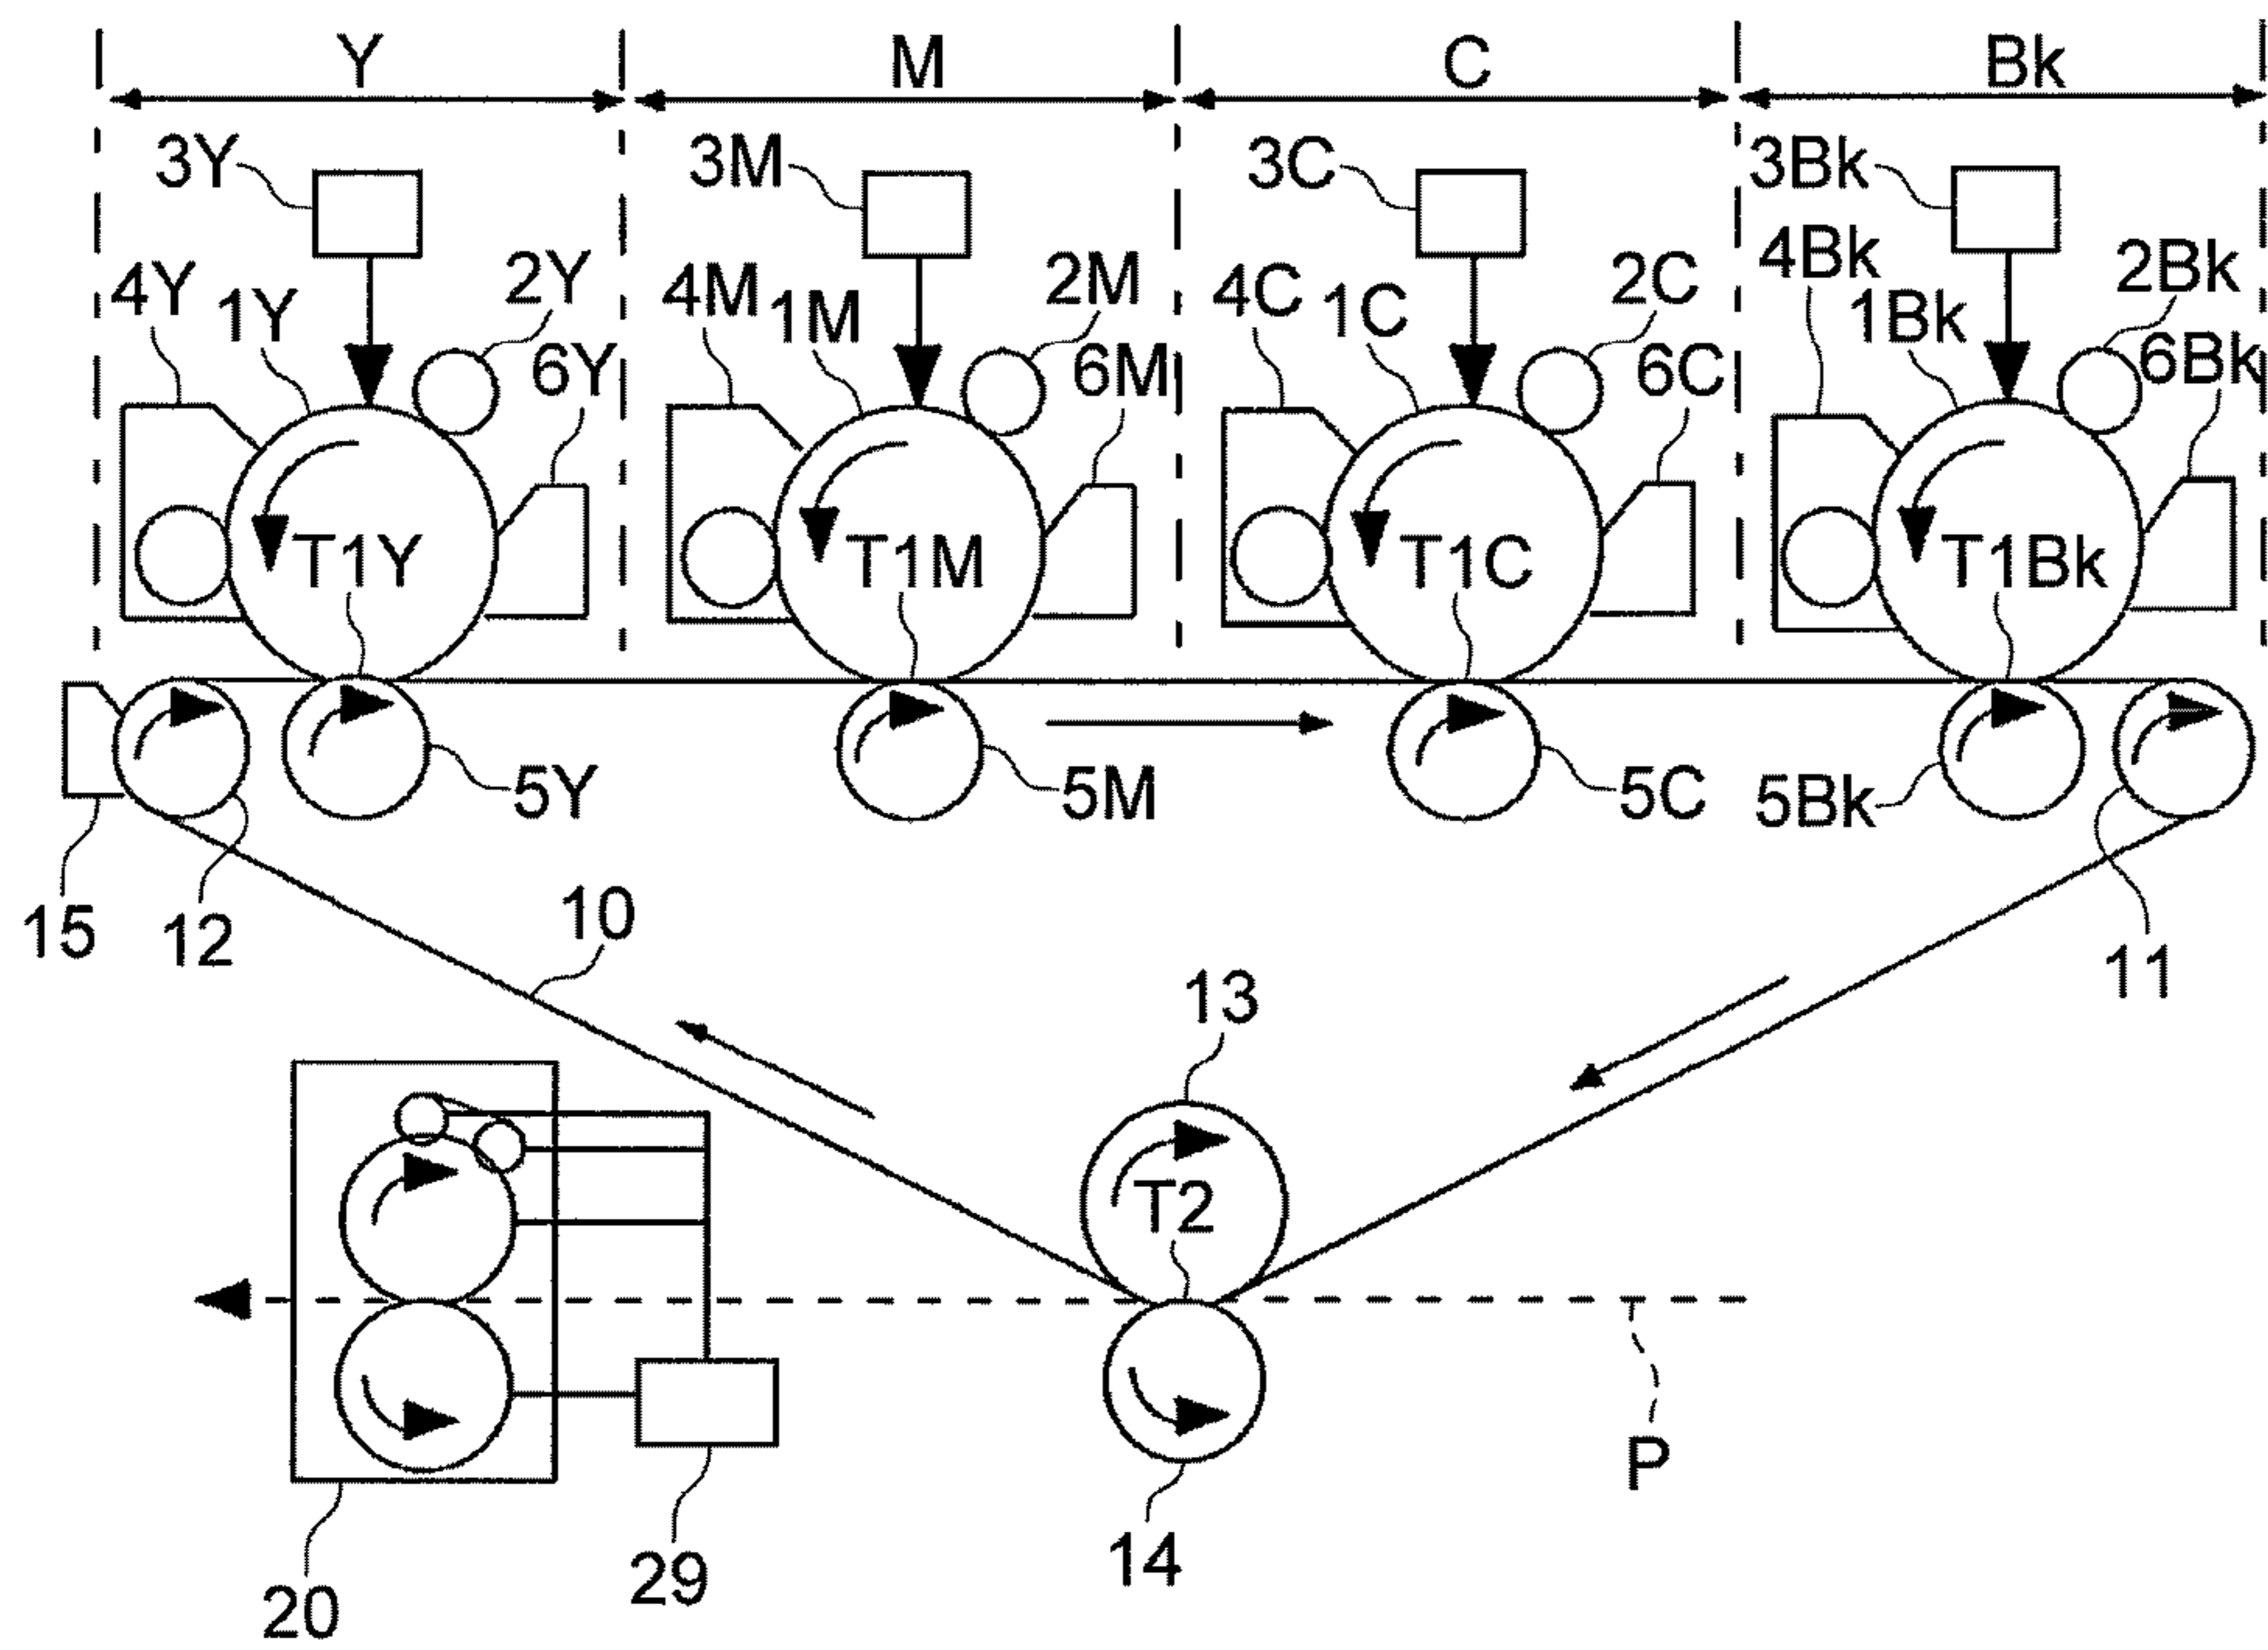 Y M C Bk
3Y 3M 3C 3Bk
4Y 1Y 2Y 4M 1M 2M 4C 1C 2C 4Bk 1Bk 2Bk
6Y 6M 6C 6Bk
T1Y T1M T1C T1Bk
5Y 5M 5C 5Bk
15 12 10 11
13
T2
P
14
29
20